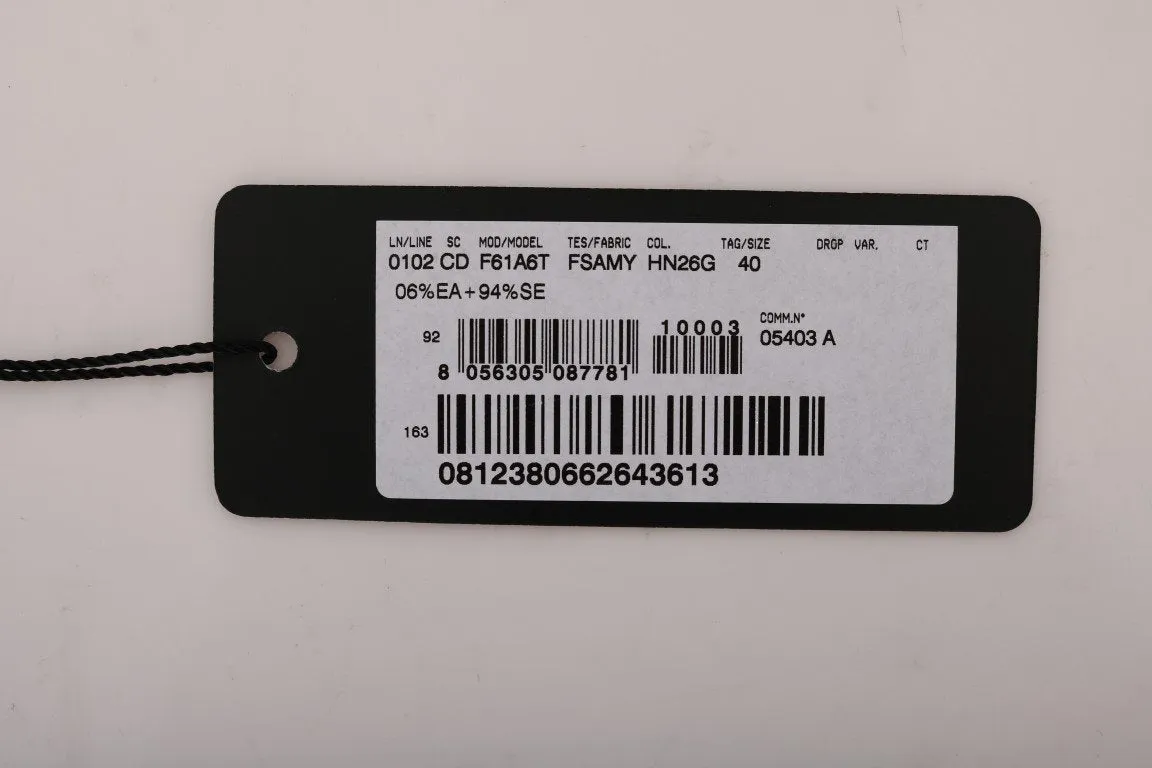 LN/LINE SC MOD/MODEL TES/FABRIC COL. TAG/SIZE DROP VAR. CT
0102 CD F61A6T FSAMY HN26G 40
06%EA+94%SE
92 10003 COMM.N°
05403 A
8 056305 087781
163
0812380662643613